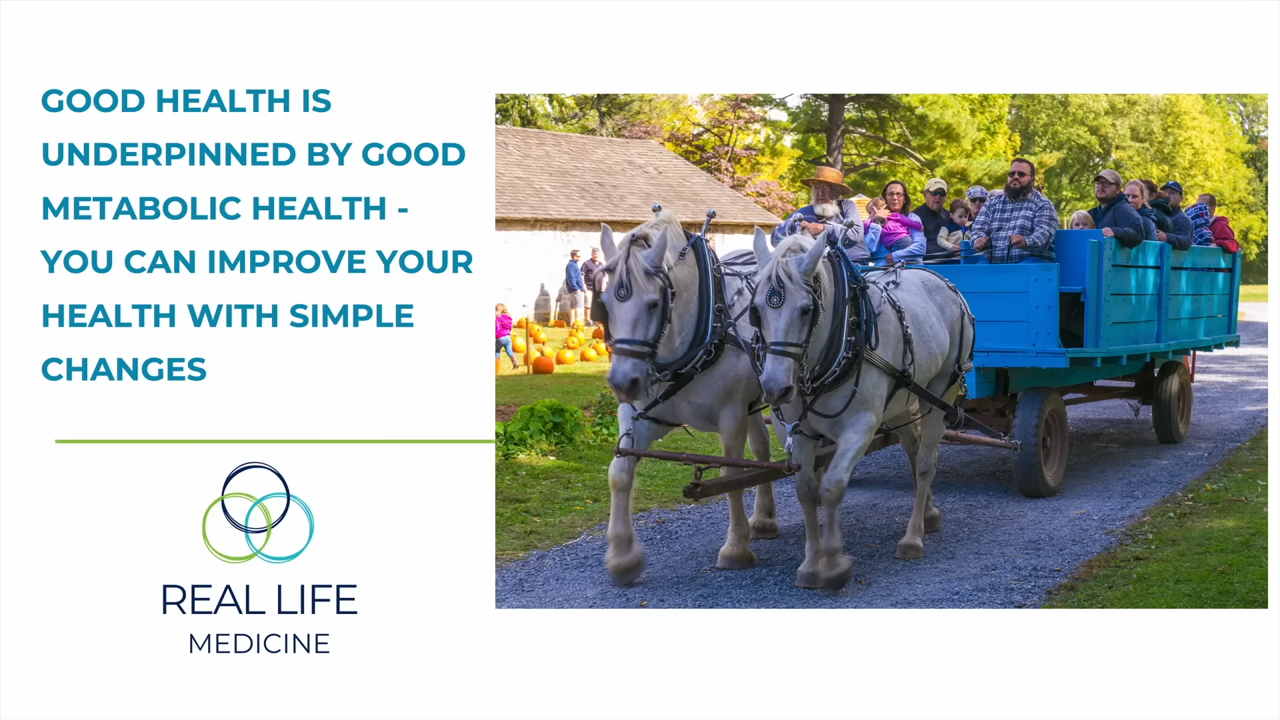 GOOD HEALTH IS
UNDERPINNED BY GOOD
METABOLIC HEALTH -
YOU CAN IMPROVE YOUR
HEALTH WITH SIMPLE
CHANGES
REAL LIFE
MEDICINE